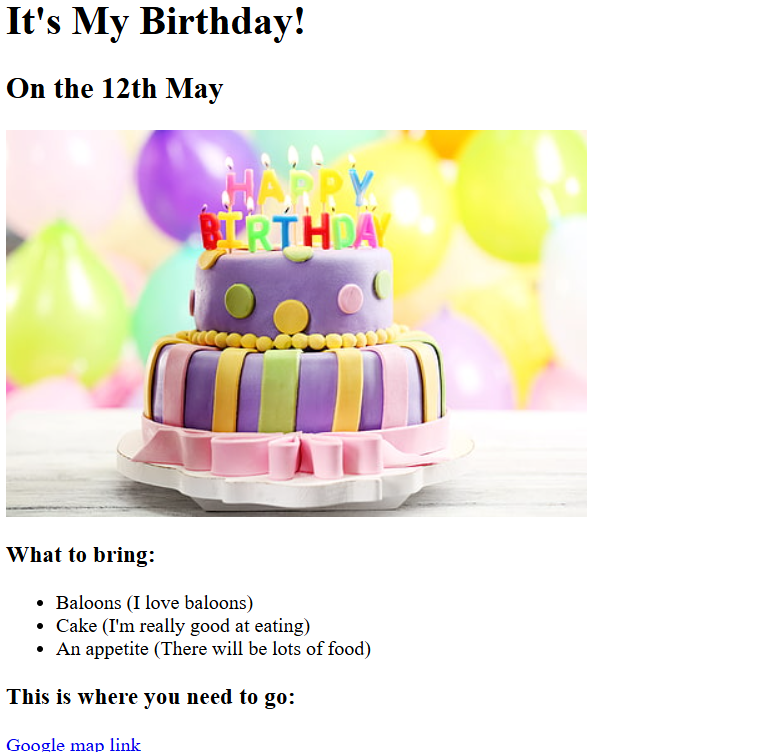 It's My Birthday!
On the 12th May
HAPPY
BIRTHDAY
What to bring:
Baloons (I love baloons)
Cake (I'm really good at eating)
An appetite (There will be lots of food)
This is where you need to go:
Google map link